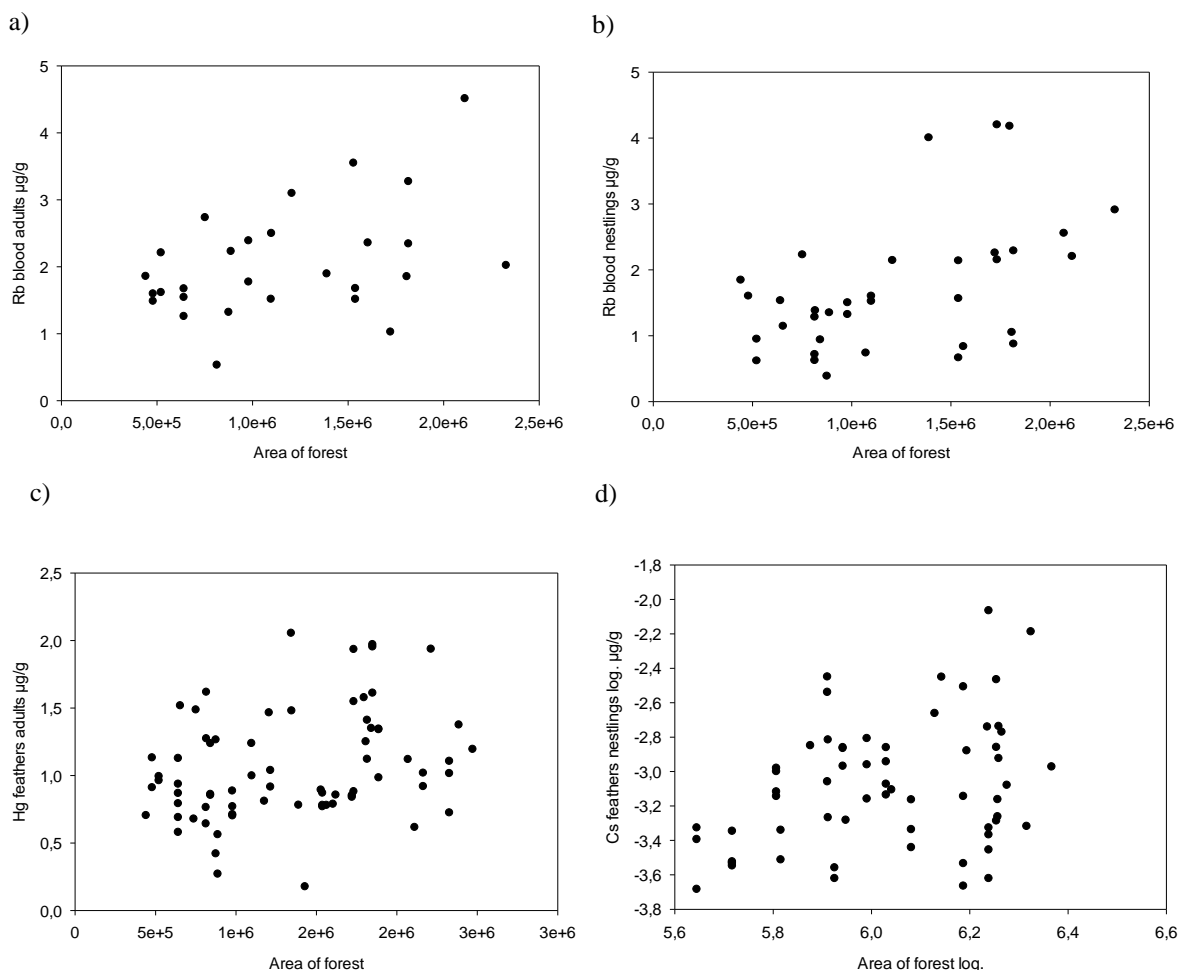 a)
5
4
3
2
1
0
Rb blood adults µg/g
0,0 5,0e+5 1,0e+6 1,5e+6 2,0e+6 2,5e+6
Area of forest
b)
5
4
3
2
1
0
Rb blood nestlings µg/g
0,0 5,0e+5 1,0e+6 1,5e+6 2,0e+6 2,5e+6
Area of forest
c)
2,5
2,0
1,5
1,0
0,5
0,0
Hg feathers adults µg/g
0 5e+5 1e+6 2e+6 2e+6 3e+6 3e+6
Area of forest
d)
-1,8
-2,0
-2,2
-2,4
-2,6
-2,8
-3,0
-3,2
-3,4
-3,6
-3,8
Cs feathers nestlings log. µg/g
5,6 5,8 6,0 6,2 6,4 6,6
Area of forest log.